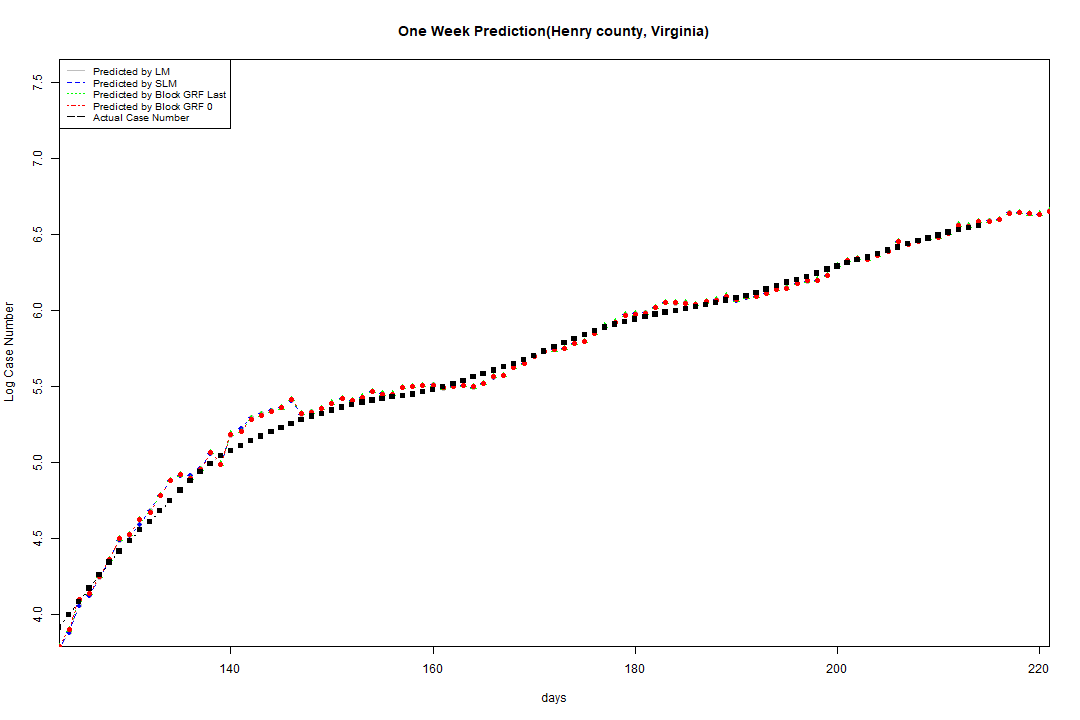 One Week Prediction(Henry county, Virginia)
Predicted by LM
Predicted by SLM
Predicted by Block GRF Last
Predicted by Block GRF 0
Actual Case Number
7.5
7.0
6.5
6.0
5.5
5.0
4.5
4.0
Log Case Number
140 160 180 200 220
days